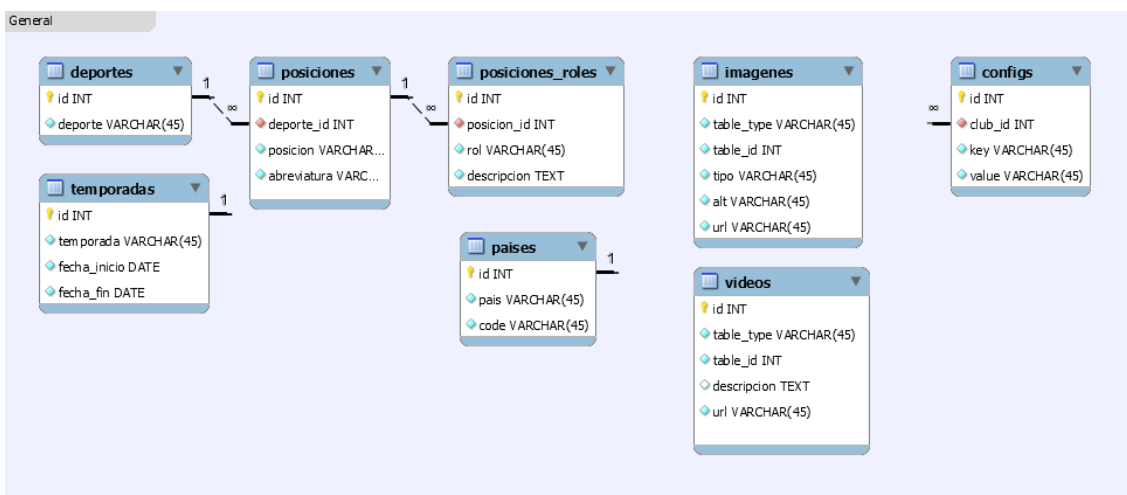 General
deportes
id INT
deporte VARCHAR(45)
1
∞
posiciones
id INT
deporte_id INT
posicion VARCHAR...
abreviatura VARC...
1
∞
posiciones_roles
id INT
posicion_id INT
rol VARCHAR(45)
descripcion TEXT
imagenes
id INT
table_type VARCHAR(45)
table_id INT
tipo VARCHAR(45)
alt VARCHAR(45)
url VARCHAR(45)
∞
configs
id INT
club_id INT
key VARCHAR(45)
value VARCHAR(45)
temporadas
id INT
temporada VARCHAR(45)
fecha_inicio DATE
fecha_fin DATE
1
paises
id INT
pais VARCHAR(45)
code VARCHAR(45)
1
videos
id INT
table_type VARCHAR(45)
table_id INT
descripcion TEXT
url VARCHAR(45)